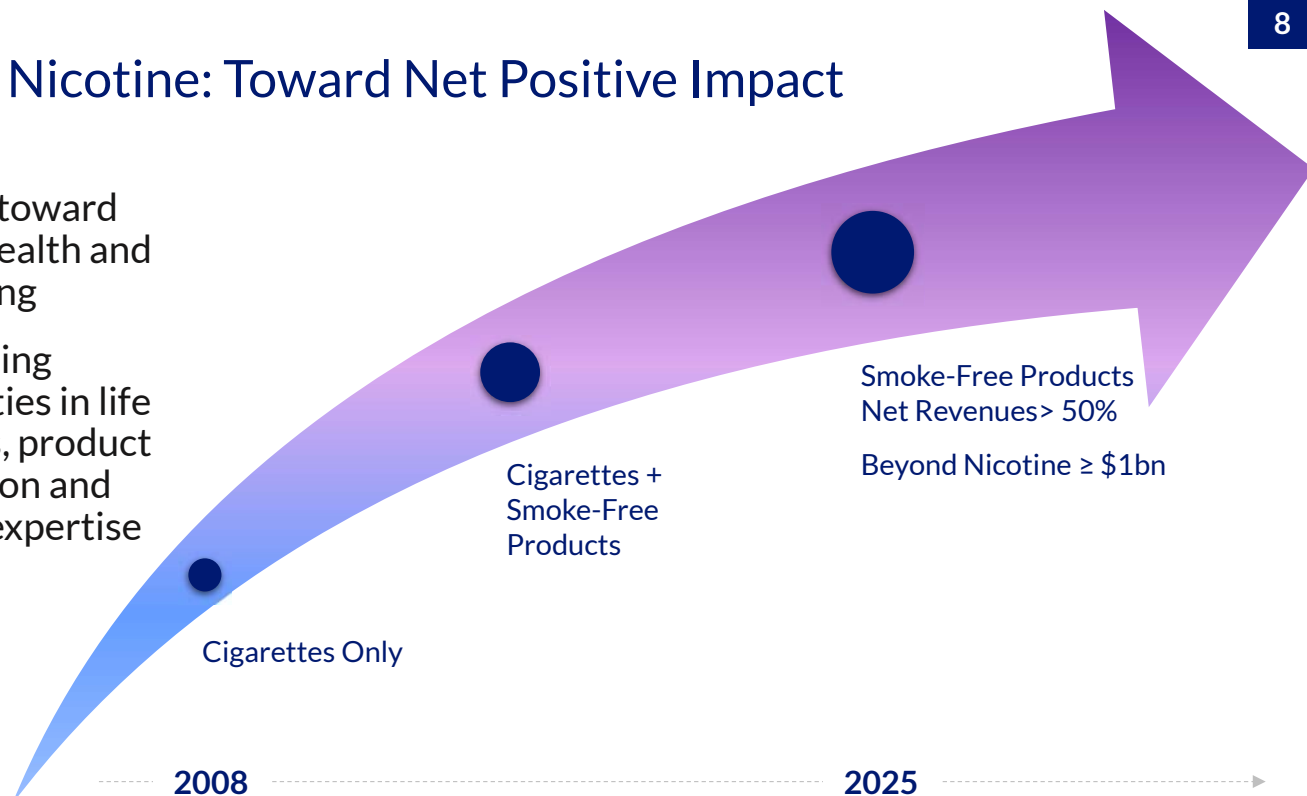 8
Nicotine: Toward Net Positive Impact
toward
ealth and
ng
ing
ties in life
, product
on and
expertise
Smoke-Free Products
Net Revenues> 50%
Beyond Nicotine ≥ $1bn
Cigarettes +
Smoke-Free
Products
Cigarettes Only
2008
2025